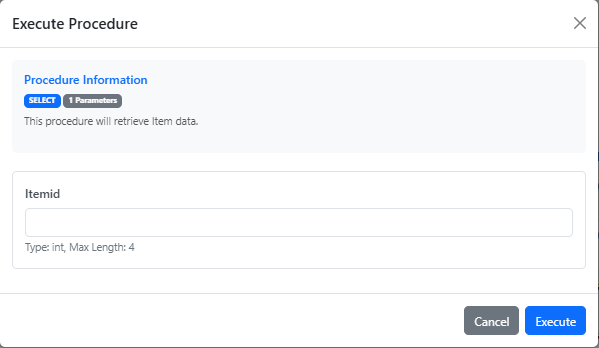 Execute Procedure
Procedure Information
SELECT 1 Parameters
This procedure will retrieve Item data.
Itemid
Type: int, Max Length: 4
Cancel Execute